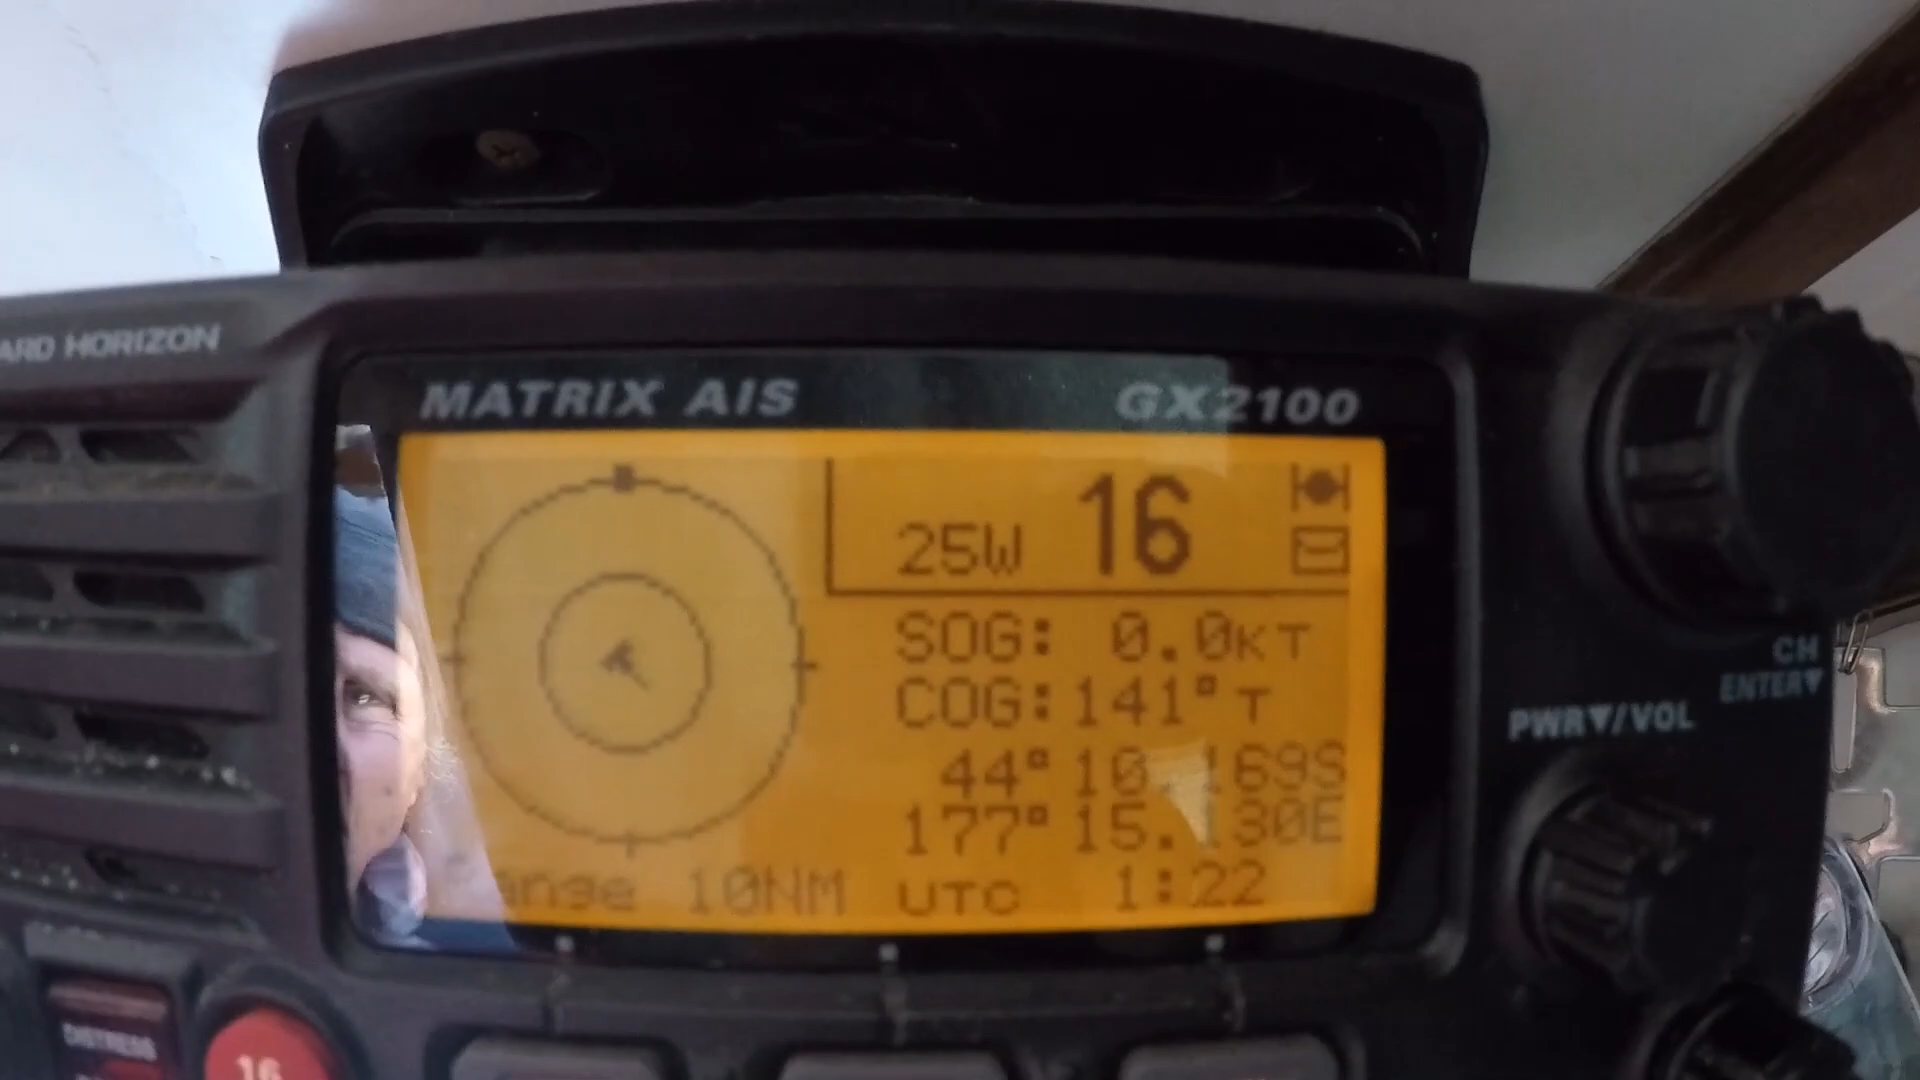 ARD HORIZON
MATRIX AIS GX2100
25W 16
SOG: 0.0KT
COG:141°T
44°10.169S
177°15.130E
ange 10NM UTC 1:22
CH
ENTER▼
PWR▼/VOL
DISTRESS
16